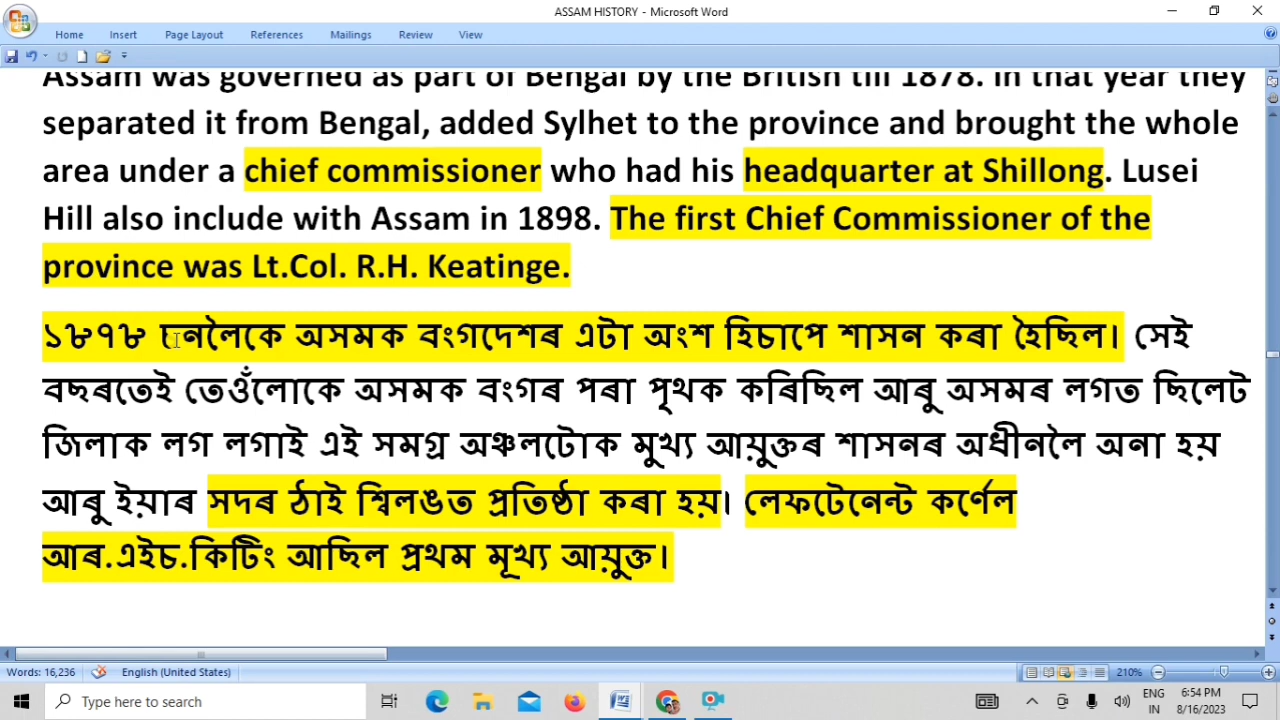 ASSAM HISTORY - Microsoft Word
Home Insert Page Layout References Mailings Review View
Assam was governed as part of Bengal by the British till 1878. In that year they
separated it from Bengal, added Sylhet to the province and brought the whole
area under a chief commissioner who had his headquarter at Shillong. Lusei
Hill also include with Assam in 1898. The first Chief Commissioner of the
province was Lt.Col. R.H. Keatinge.
১৮৭৮ চনলৈকে অসমক বংগদেশৰ এটা অংশ হিচাপে শাসন কৰা হৈছিল। সেই
বছৰতেই তেওঁলোকে অসমক বংগৰ পৰা পৃথক কৰিছিল আৰু অসমৰ লগত ছিলেট
জিলাক লগ লগাই এই সমগ্ৰ অঞ্চলটোক মুখ্য আয়ুক্তৰ শাসনৰ অধীনলৈ অনা হয়
আৰু ইয়াৰ সদৰ ঠাই শ্বিলঙত প্ৰতিষ্ঠা কৰা হয়। লেফটেনেন্ট কৰ্ণেল
আৰ.এইচ.কিটিং আছিল প্ৰথম মূখ্য আয়ুক্ত।
Words: 16,236 English (United States) 210%
Type here to search ENG 6:54 PM
IN 8/16/2023